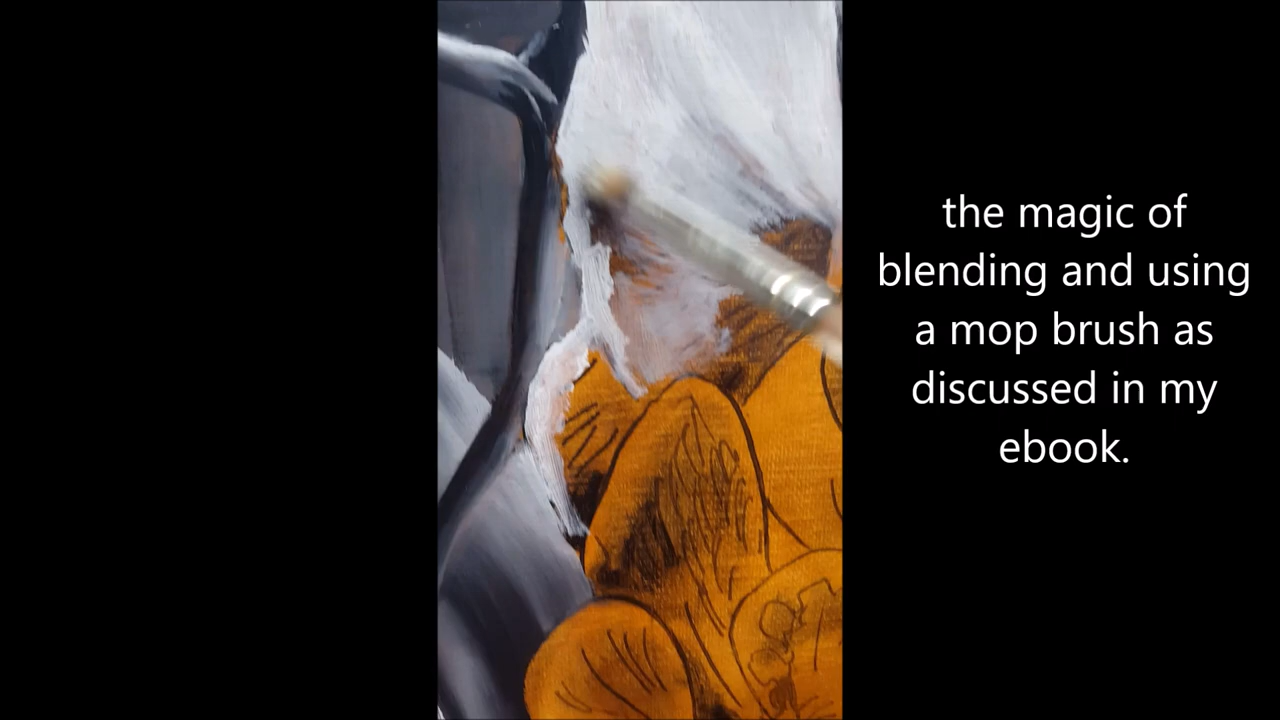 the magic of
blending and using
a mop brush as
discussed in my
ebook.